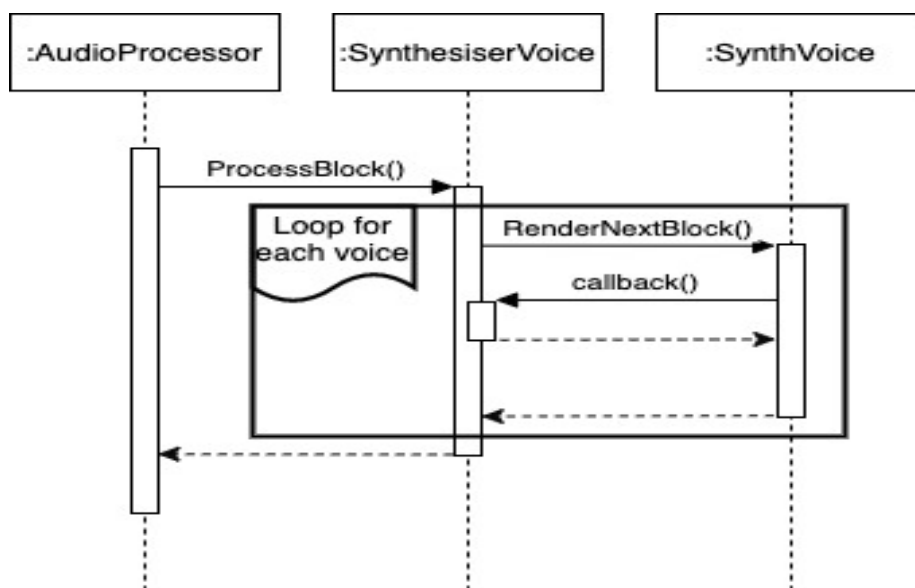 :AudioProcessor
:SynthesiserVoice
:SynthVoice
ProcessBlock()
Loop for
each voice
RenderNextBlock()
callback()